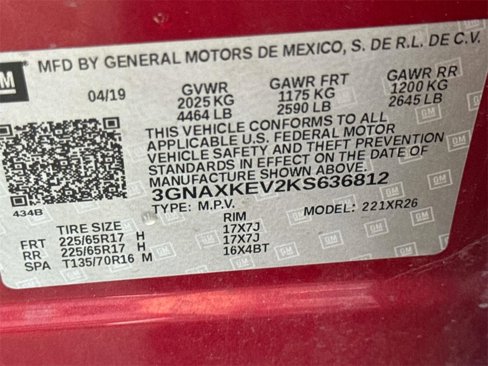 GM
MFD BY GENERAL MOTORS DE MEXICO, S. DE R.L. DE C.V.
04/19 GVWR GAWR FRT GAWR RR
2025 KG 1175 KG 1200 KG
4464 LB 2590 LB 2645 LB
THIS VEHICLE CONFORMS TO ALL
APPLICABLE U.S. FEDERAL MOTOR
VEHICLE SAFETY AND THEFT PREVENTION
STANDARDS IN EFFECT ON THE DATE OF
MANUFACTURE SHOWN ABOVE.
3GNAXKEV2KS636812
434B TYPE: M.P.V. MODEL: 221XR26
TIRE SIZE RIM
FRT 225/65R17 H 17X7J
RR 225/65R17 H 17X7J
SPA T135/70R16 M 16X4BT